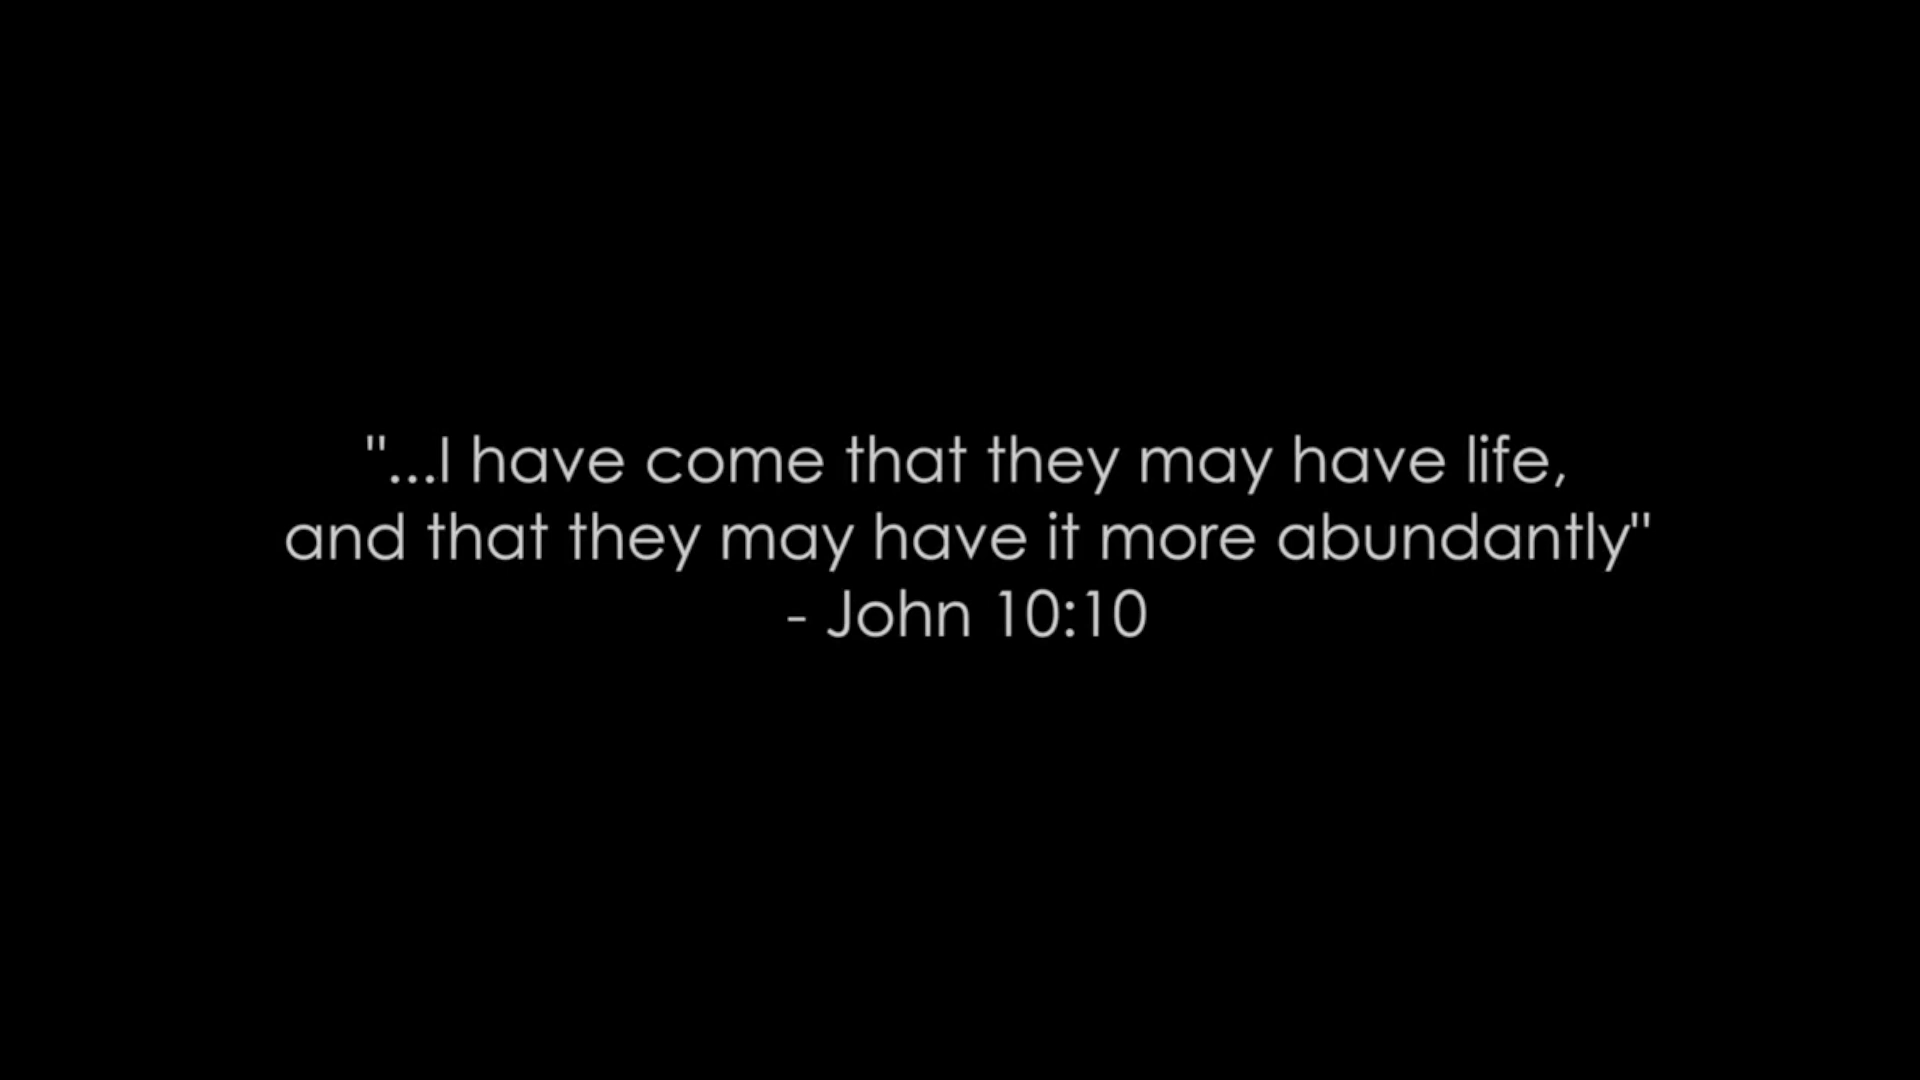 "...I have come that they may have life,
and that they may have it more abundantly"
- John 10:10